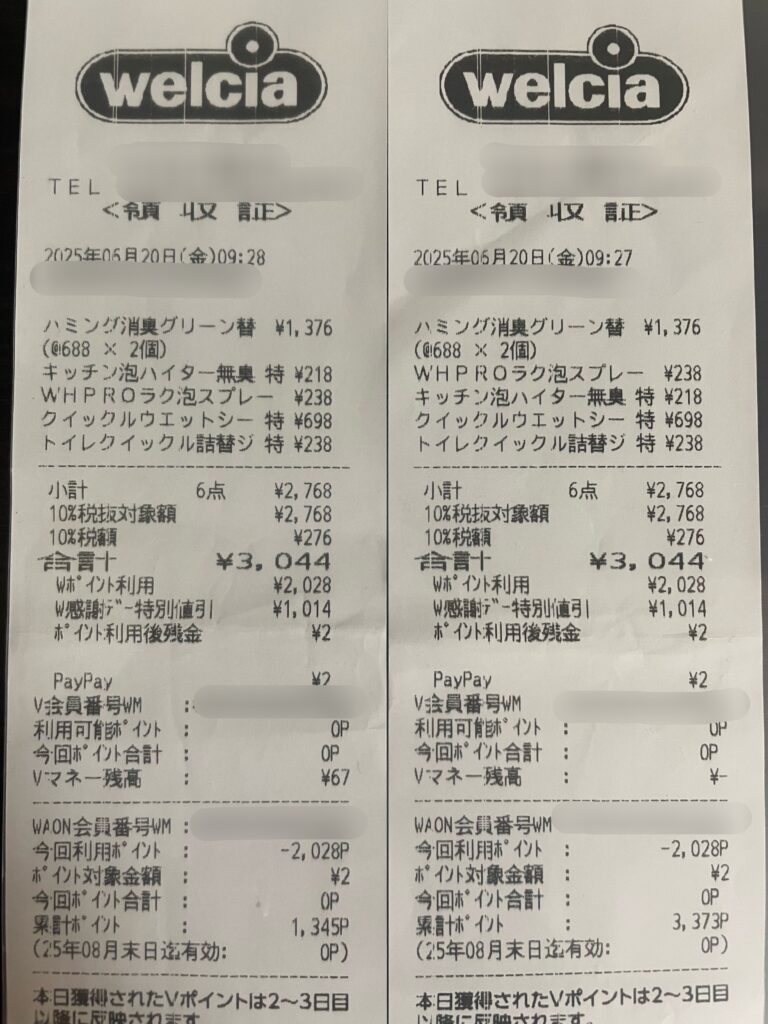 welcia
TEL
<領収証>
2025年06月20日(金)09:28
ハミング消臭グリーン替 ¥1,376
(@688 × 2個)
キッチン泡ハイター無臭 特 ¥218
WHPROラク泡スプレー ¥238
クイックルウエットシー 特 ¥698
トイレクイックル詰替ジ 特 ¥238
小計 6点 ¥2,768
10%税抜対象額 ¥2,768
10%税額 ¥276
合計 ¥3,044
Wポイント利用 ¥2,028
W感謝デー特別値引 ¥1,014
ポイント利用後残金 ¥2
PayPay ¥2
V会員番号WM :
利用可能ポイント : 0P
今回ポイント合計 : 0P
Vマネー残高 : ¥67
WAON会員番号WM :
今回利用ポイント : -2,028P
ポイント対象金額 : ¥2
今回ポイント合計 : 0P
累計ポイント : 1,345P
(25年08月末日迄有効: 0P)
本日獲得されたVポイントは2〜3日目
以降に反映されます。
welcia
TEL
<領収証>
2025年06月20日(金)09:27
ハミング消臭グリーン替 ¥1,376
(@688 × 2個)
WHPROラク泡スプレー ¥238
キッチン泡ハイター無臭 特 ¥218
クイックルウエットシー 特 ¥698
トイレクイックル詰替ジ 特 ¥238
小計 6点 ¥2,768
10%税抜対象額 ¥2,768
10%税額 ¥276
合計 ¥3,044
Wポイント利用 ¥2,028
W感謝デー特別値引 ¥1,014
ポイント利用後残金 ¥2
PayPay ¥2
V会員番号WM
利用可能ポイント : 0P
今回ポイント合計 : 0P
Vマネー残高 : ¥-
WAON会員番号WM
今回利用ポイント : -2,028P
ポイント対象金額 : ¥2
今回ポイント合計 : 0P
累計ポイント : 3,373P
(25年08月末日迄有効: 0P)
本日獲得されたVポイントは2〜3日目
以降に反映されます。